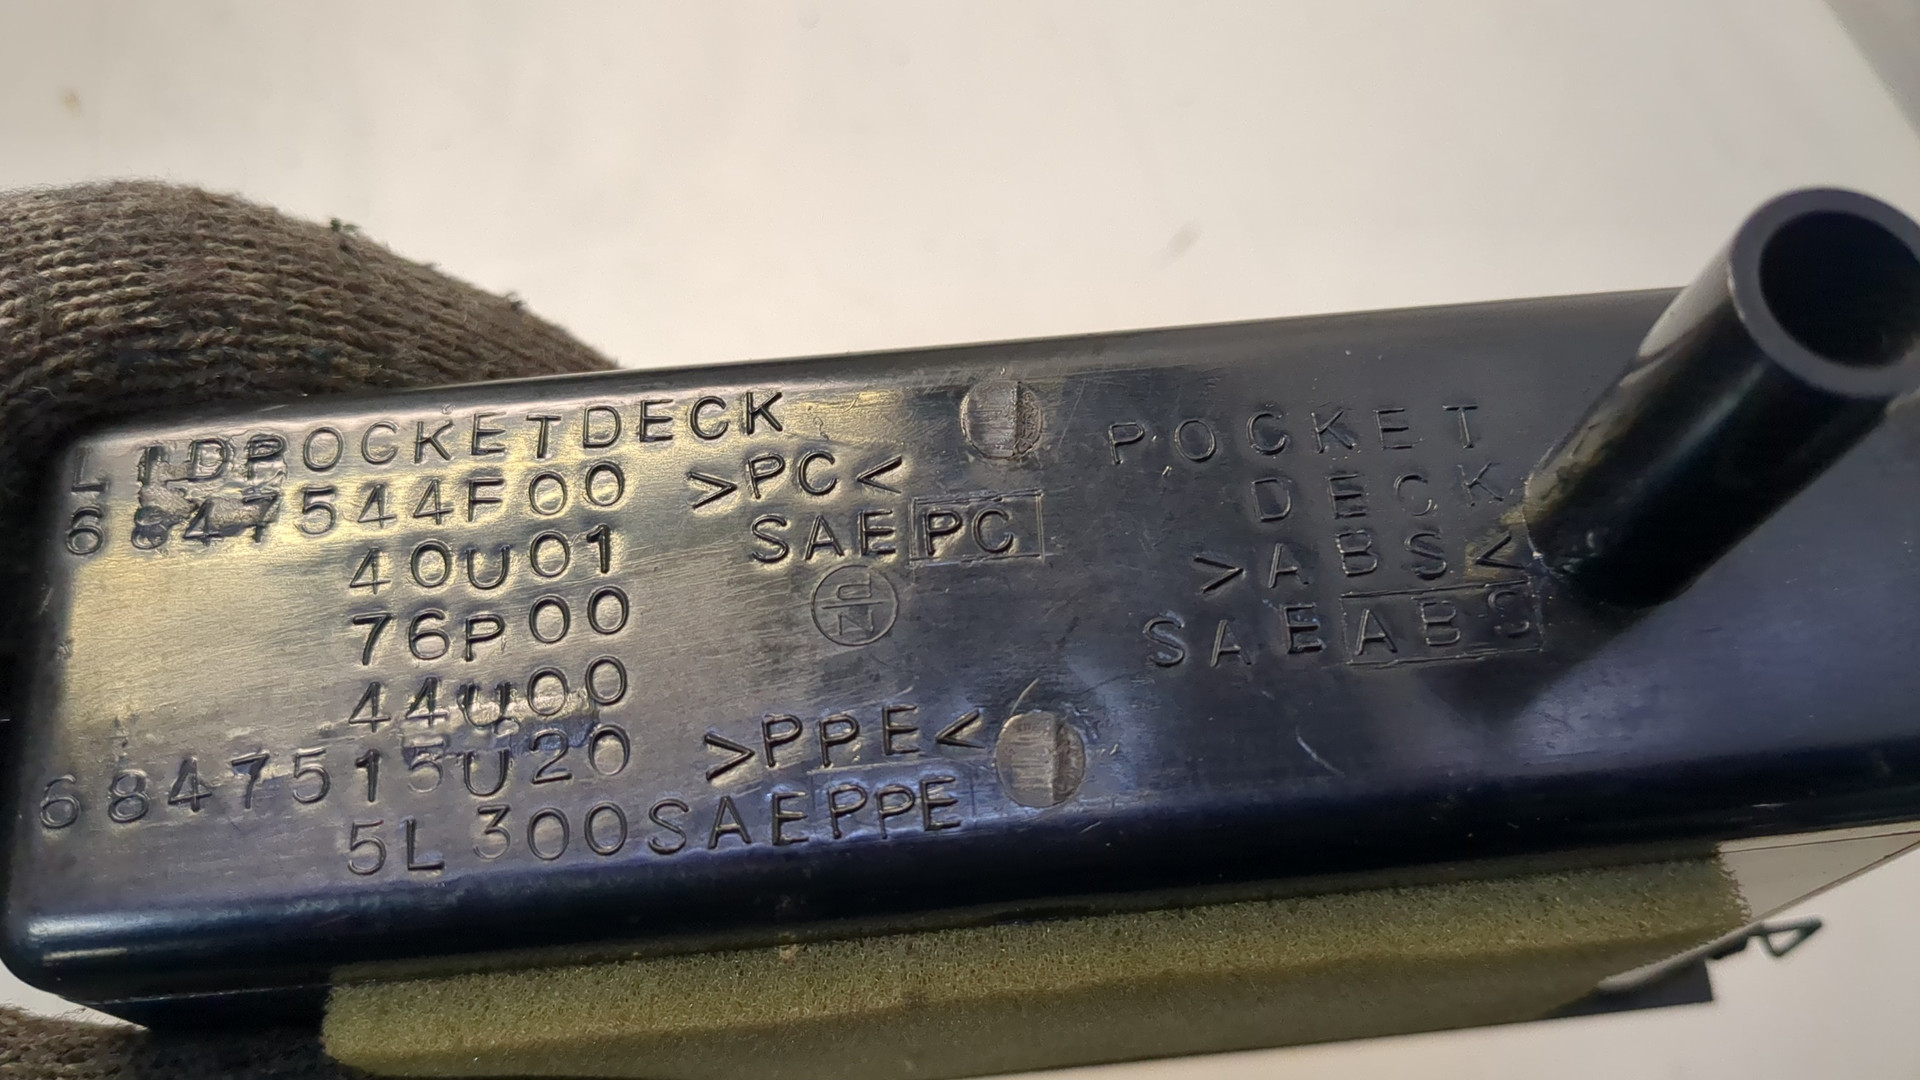 LIDPOCKETDECK
6847544F00 >PC<
40U01 SAEPC
76P00
44U00
6847515U20 >PPE<
5L300SAEPPE
POCKET
DECK
>ABS<
SAEABS